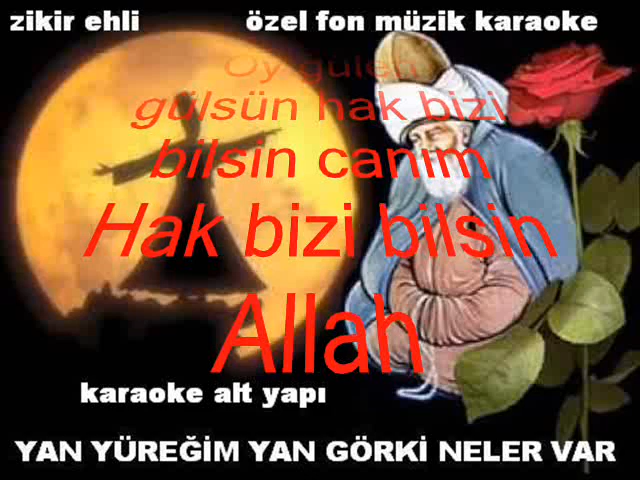 zikir ehli özel fon müzik karaoke
Oy gülen
gülsün hak bizi
bilsin canım
Hak bizi bilsin
Allah
karaoke alt yapı
YAN YÜREĞİM YAN GÖRKİ NELER VAR